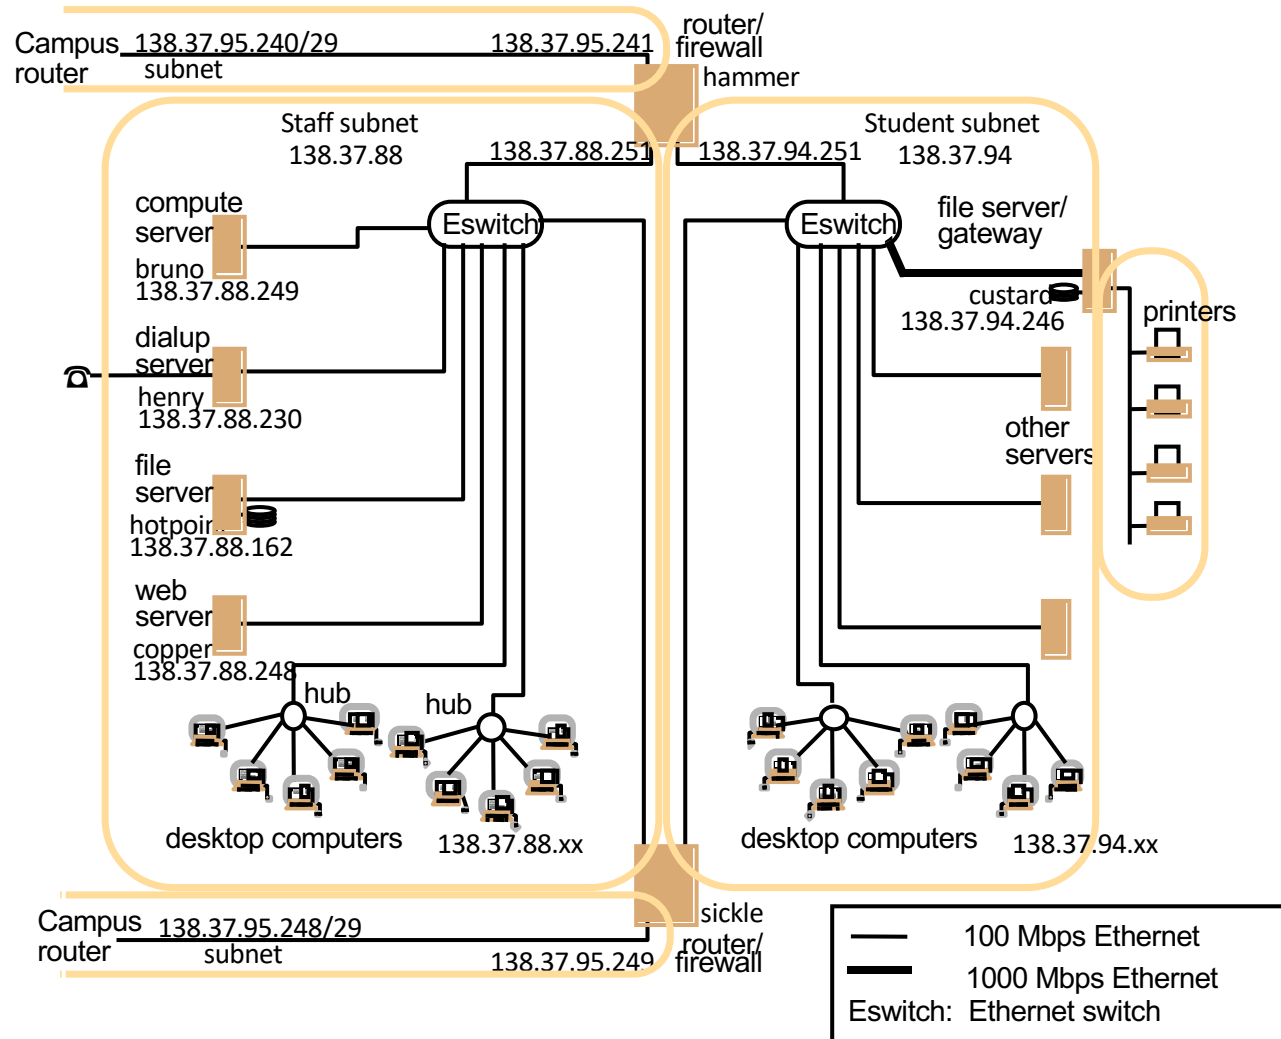 router/
firewall
hammer
Campus
router
138.37.95.240/29
subnet
138.37.95.241
Staff subnet
138.37.88
138.37.88.251
138.37.94.251
Student subnet
138.37.94
compute
server
bruno
138.37.88.249
Eswitch
Eswitch
file server/
gateway
custard
138.37.94.246
printers
dialup
server
henry
138.37.88.230
other
servers
file
server
hotpoint
138.37.88.162
web
server
copper
138.37.88.248
hub
hub
desktop computers
138.37.88.xx
desktop computers
138.37.94.xx
Campus
router
138.37.95.248/29
subnet
138.37.95.249
sickle
router/
firewall
100 Mbps Ethernet
1000 Mbps Ethernet
Eswitch: Ethernet switch